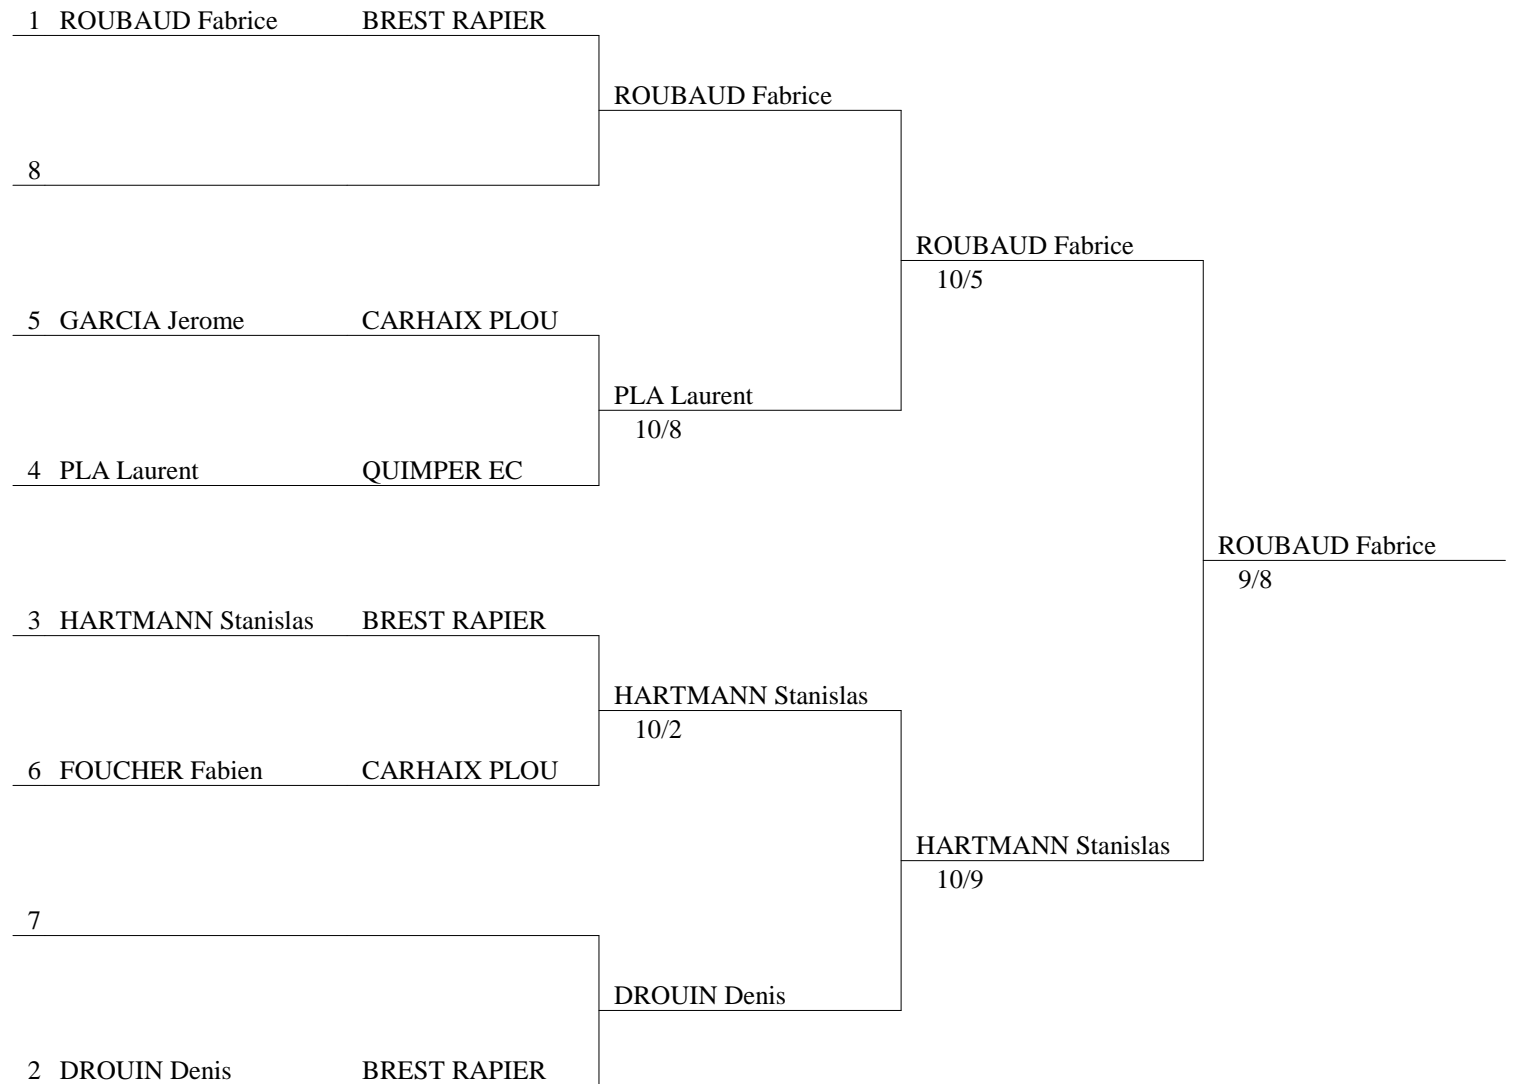 1 ROUBAUD Fabrice BREST RAPIER
ROUBAUD Fabrice
8
ROUBAUD Fabrice
10/5
5 GARCIA Jerome CARHAIX PLOU
PLA Laurent
10/8
4 PLA Laurent QUIMPER EC
ROUBAUD Fabrice
9/8
3 HARTMANN Stanislas BREST RAPIER
HARTMANN Stanislas
10/2
6 FOUCHER Fabien CARHAIX PLOU
HARTMANN Stanislas
10/9
7
DROUIN Denis
2 DROUIN Denis BREST RAPIER